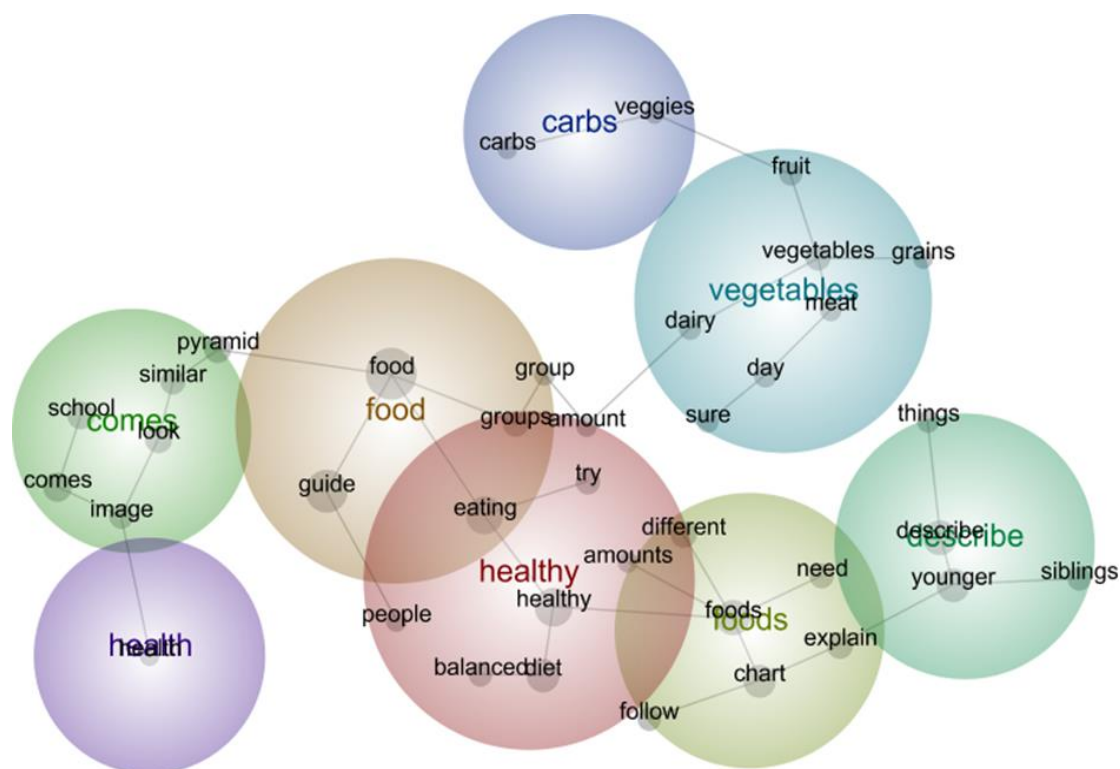 veggies
carbs
carbs
fruit
vegetables
grains
vegetables
meat
dairy
pyramid
food
group
day
similar
school
comes
look
food
groups
amount
sure
things
comes
image
guide
try
eating
different
describe
describe
amounts
healthy
need
younger
siblings
healthy
foods
foods
people
explain
health
health
balanced
diet
chart
follow